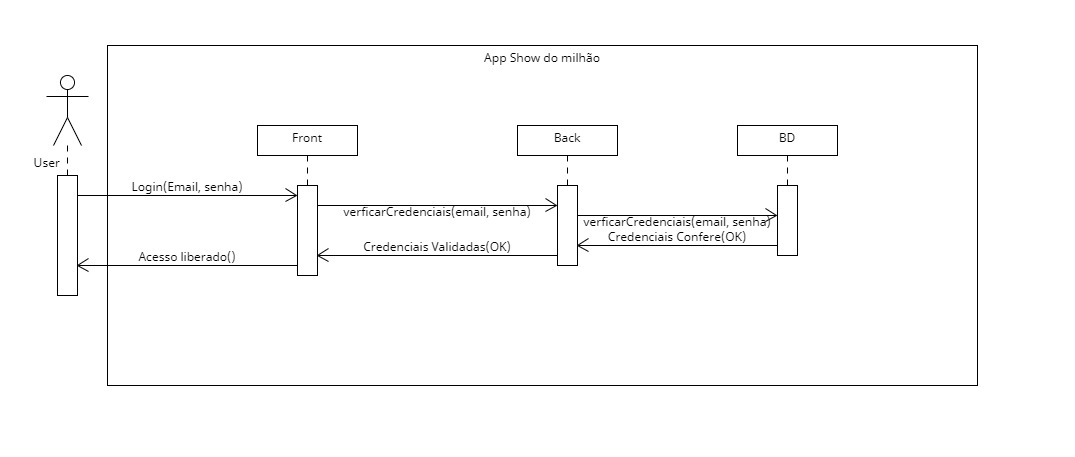 App Show do milhão
Front
Back
BD
User
Login(Email, senha)
verficarCredenciais(email, senha)
verficarCredenciais(email, senha)
Credenciais Confere(OK)
Credenciais Validadas(OK)
Acesso liberado()